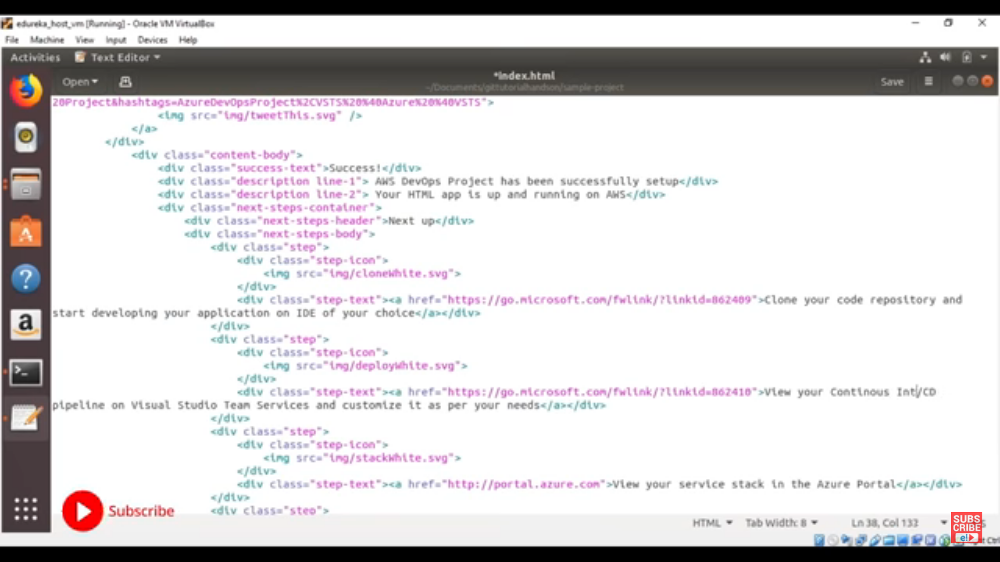 edureka_host_vm [Running] - Oracle VM VirtualBox
File Machine View Input Devices Help
Activities Text Editor
Open *index.html Save
~/Documents/gittutorialhandson/sample-project
20Project&hashtags=AzureDevOpsProject%2CVSTS%20%40Azure%20%40VSTS">
<img src="img/tweetThis.svg" />
</a>
</div>
<div class="content-body">
<div class="success-text">Success!</div>
<div class="description line-1"> AWS DevOps Project has been successfully setup</div>
<div class="description line-2"> Your HTML app is up and running on AWS</div>
<div class="next-steps-container">
<div class="next-steps-header">Next up</div>
<div class="next-steps-body">
<div class="step">
<div class="step-icon">
<img src="img/cloneWhite.svg">
</div>
<div class="step-text"><a href="https://go.microsoft.com/fwlink/?linkid=862409">Clone your code repository and
start developing your application on IDE of your choice</a></div>
</div>
<div class="step">
<div class="step-icon">
<img src="img/deployWhite.svg">
</div>
<div class="step-text"><a href="https://go.microsoft.com/fwlink/?linkid=862410">View your Continous Int/CD
pipeline on Visual Studio Team Services and customize it as per your needs</a></div>
</div>
<div class="step">
<div class="step-icon">
<img src="img/stackWhite.svg">
</div>
<div class="step-text"><a href="http://portal.azure.com">View your service stack in the Azure Portal</a></div>
</div>
<div class="step">
Subscribe
HTML Tab Width: 8 Ln 38, Col 133
SUBS
CRIBE
e!
Ctrl